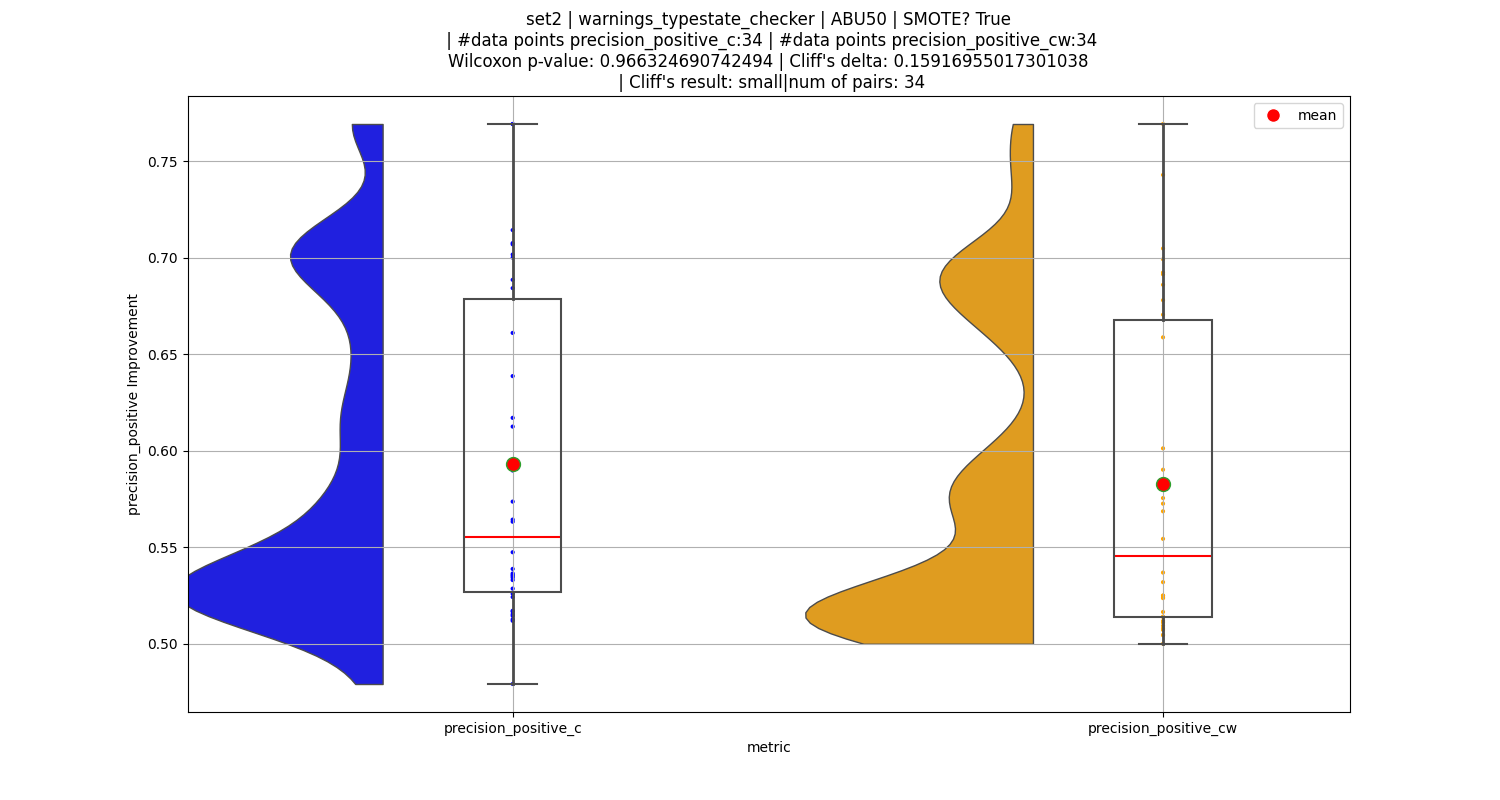 set2 | warnings_typestate_checker | ABU50 | SMOTE? True
| #data points precision_positive_c:34 | #data points precision_positive_cw:34
Wilcoxon p-value: 0.966324690742494 | Cliff's delta: 0.15916955017301038
| Cliff's result: small|num of pairs: 34
mean
0.75
0.70
0.65
0.60
0.55
0.50
precision_positive Improvement
precision_positive_c
precision_positive_cw
metric